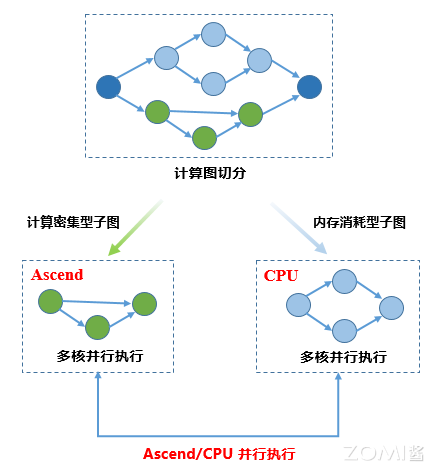 计算图切分
计算密集型子图
内存消耗型子图
Ascend
CPU
多核并行执行
多核并行执行
Ascend/CPU 并行执行
ZOMI酱